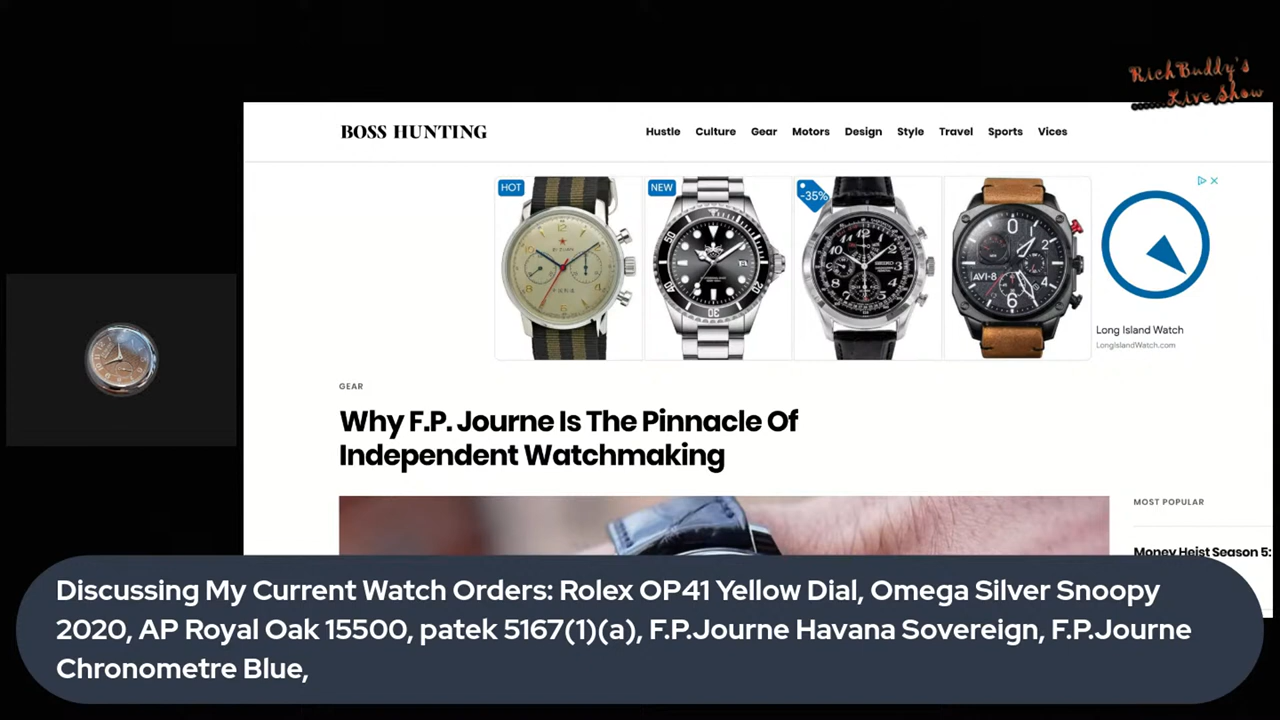 RichBuddy's
......Live Show
BOSS HUNTING
Hustle Culture Gear Motors Design Style Travel Sports Vices
HOT
NEW
-35%
SEIKO
AVI-8
Long Island Watch
LongIslandWatch.com
GEAR
Why F.P. Journe Is The Pinnacle Of
Independent Watchmaking
MOST POPULAR
Money Heist Season 5:
Discussing My Current Watch Orders: Rolex OP41 Yellow Dial, Omega Silver Snoopy
2020, AP Royal Oak 15500, patek 5167(1)(a), F.P.Journe Havana Sovereign, F.P.Journe
Chronometre Blue,